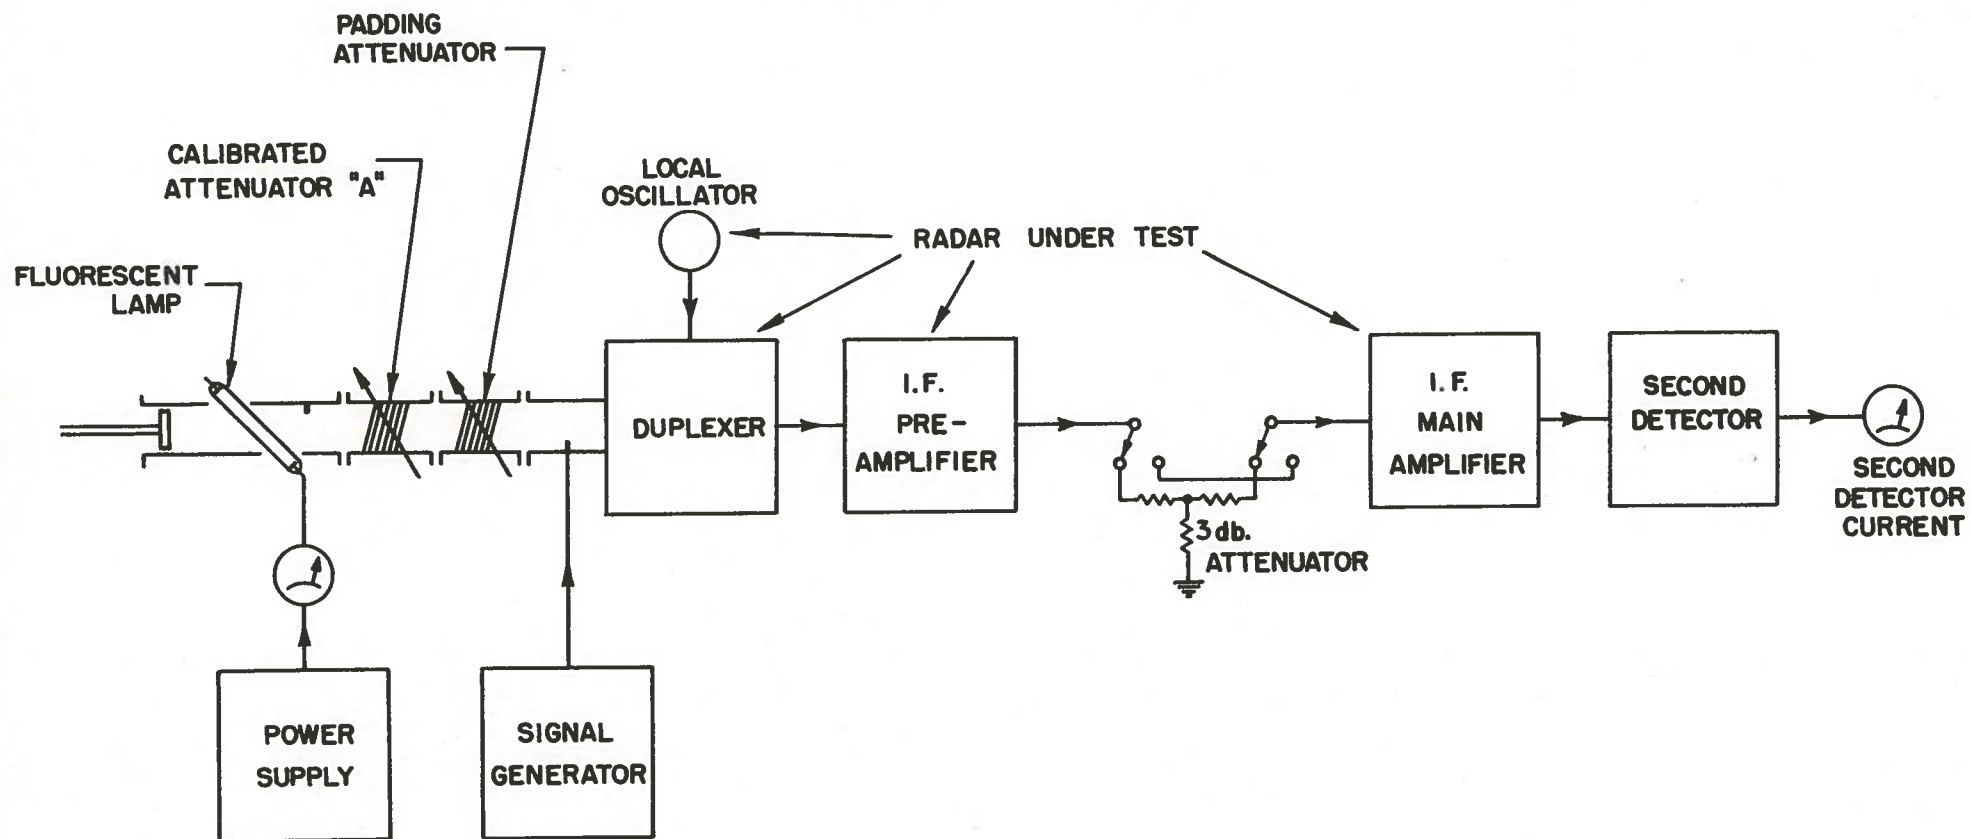 PADDING
ATTENUATOR
CALIBRATED
ATTENUATOR "A"
LOCAL
OSCILLATOR
RADAR UNDER TEST
FLUORESCENT
LAMP
DUPLEXER
I.F.
PRE-
AMPLIFIER
I.F.
MAIN
AMPLIFIER
SECOND
DETECTOR
SECOND
DETECTOR
CURRENT
3 db.
ATTENUATOR
POWER
SUPPLY
SIGNAL
GENERATOR